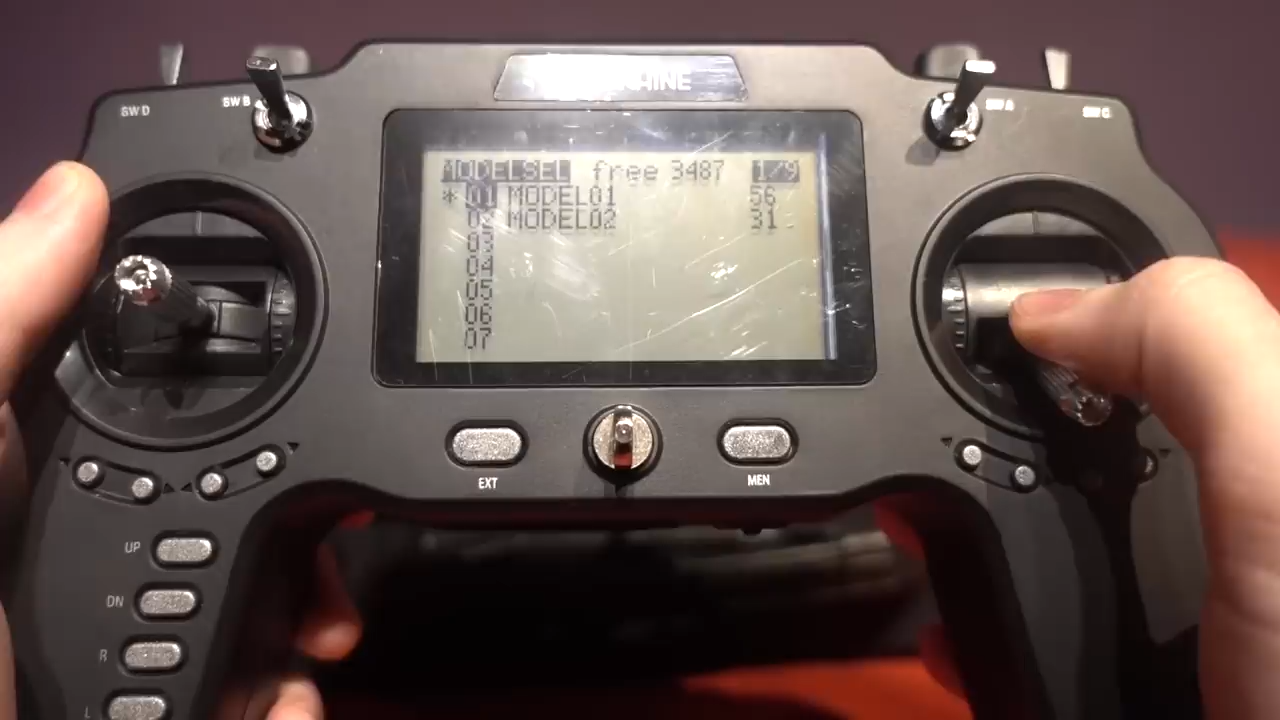 SW D
SW B
SW A
SW C
MODELSEL free 3487 1/9
* 01 MODEL01 56
02 MODEL02 31
03
04
05
06
07
EXT
MEN
UP
DN
R
L